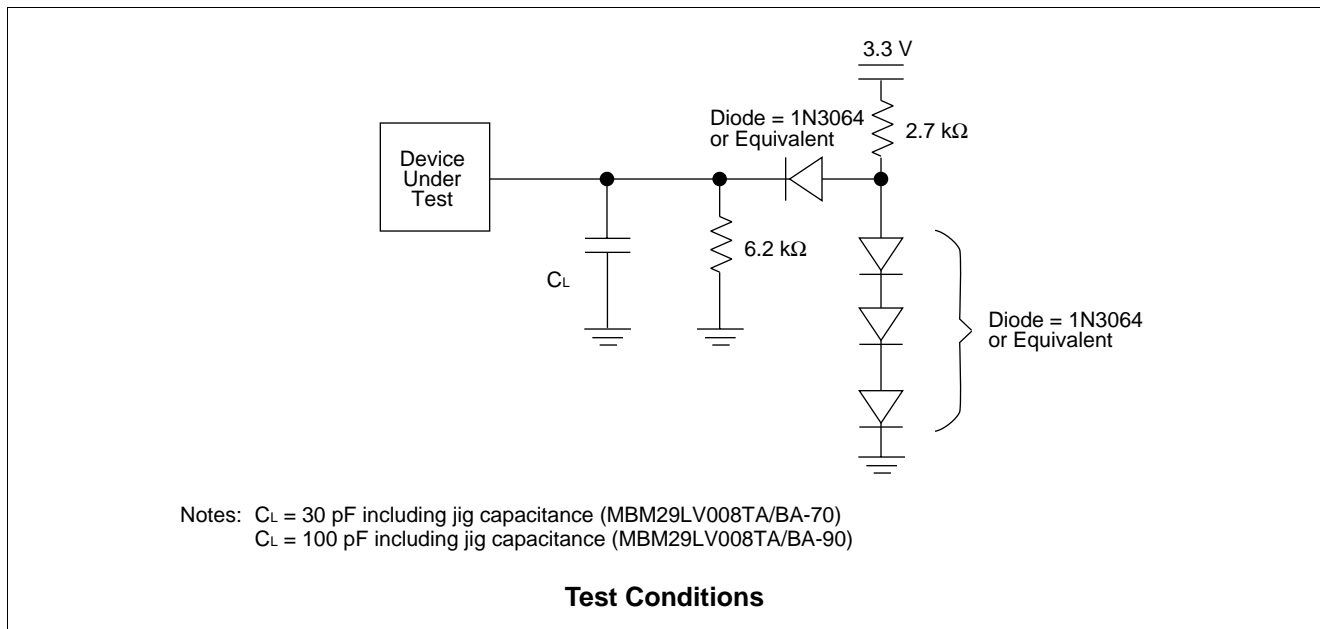 3.3 V
Diode = 1N3064
or Equivalent
2.7 kΩ
Device
Under
Test
6.2 kΩ
CL
Diode = 1N3064
or Equivalent
Notes: CL = 30 pF including jig capacitance (MBM29LV008TA/BA-70)
CL = 100 pF including jig capacitance (MBM29LV008TA/BA-90)
Test Conditions